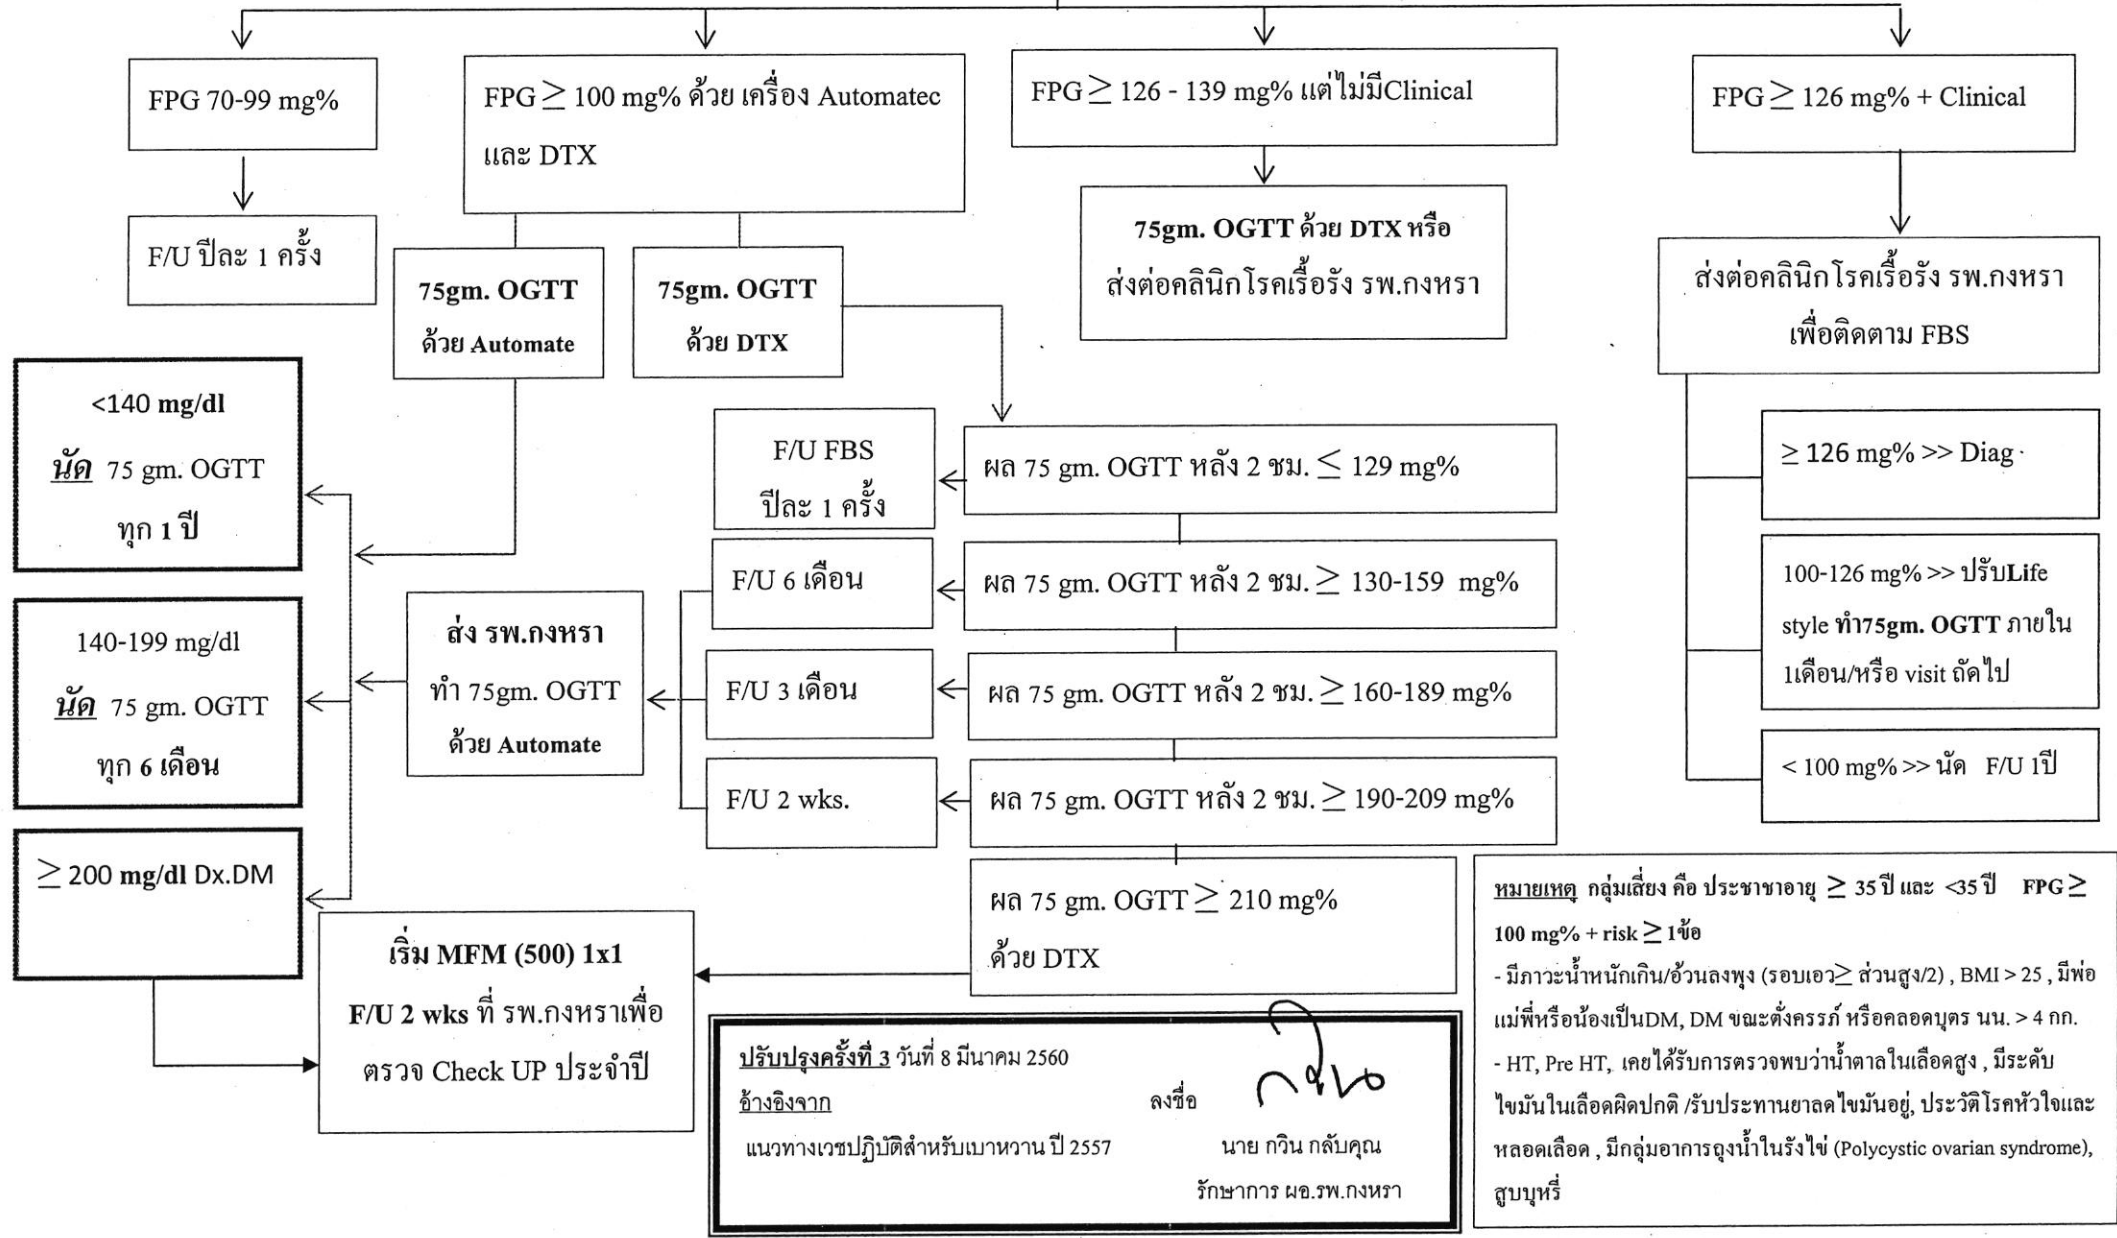 FPG 70-99 mg%
F/U ปีละ 1 ครั้ง
FPG ≥ 100 mg% ด้วย เครื่อง Automatec
และ DTX
75gm. OGTT
ด้วย Automate
75gm. OGTT
ด้วย DTX
FPG ≥ 126 - 139 mg% แต่ไม่มีClinical
75gm. OGTT ด้วย DTX หรือ
ส่งต่อคลินิกโรคเรื้อรัง รพ.กงหรา
FPG ≥ 126 mg% + Clinical
ส่งต่อคลินิกโรคเรื้อรัง รพ.กงหรา
เพื่อติดตาม FBS
≥ 126 mg% >> Diag
100-126 mg% >> ปรับLife
style ทำ75gm. OGTT ภายใน
1เดือน/หรือ visit ถัดไป
< 100 mg% >> นัด F/U 1ปี
<140 mg/dl
นัด 75 gm. OGTT
ทุก 1 ปี
140-199 mg/dl
นัด 75 gm. OGTT
ทุก 6 เดือน
≥ 200 mg/dl Dx.DM
ส่ง รพ.กงหรา
ทำ 75gm. OGTT
ด้วย Automate
F/U FBS
ปีละ 1 ครั้ง
F/U 6 เดือน
F/U 3 เดือน
F/U 2 wks.
ผล 75 gm. OGTT หลัง 2 ชม. ≤ 129 mg%
ผล 75 gm. OGTT หลัง 2 ชม. ≥ 130-159 mg%
ผล 75 gm. OGTT หลัง 2 ชม. ≥ 160-189 mg%
ผล 75 gm. OGTT หลัง 2 ชม. ≥ 190-209 mg%
ผล 75 gm. OGTT ≥ 210 mg%
ด้วย DTX
เริ่ม MFM (500) 1x1
F/U 2 wks ที่ รพ.กงหราเพื่อ
ตรวจ Check UP ประจำปี
ปรับปรุงครั้งที่ 3 วันที่ 8 มีนาคม 2560
อ้างอิงจาก
แนวทางเวชปฏิบัติสำหรับเบาหวาน ปี 2557
ลงชื่อ
นาย กวิน กลับคุณ
รักษาการ ผอ.รพ.กงหรา
หมายเหตุ กลุ่มเสี่ยง คือ ประชาชาอายุ ≥ 35 ปี และ <35 ปี FPG ≥
100 mg% + risk ≥ 1ข้อ
- มีภาวะน้ำหนักเกิน/อ้วนลงพุง (รอบเอว≥ ส่วนสูง/2) , BMI > 25 , มีพ่อ
แม่พี่หรือน้องเป็นDM, DM ขณะตั่งครรภ์ หรือคลอดบุตร นน. > 4 กก.
- HT, Pre HT, เคยได้รับการตรวจพบว่าน้ำตาลในเลือดสูง , มีระดับ
ไขมันในเลือดผิดปกติ /รับประทานยาลดไขมันอยู่, ประวัติโรคหัวใจและ
หลอดเลือด , มีกลุ่มอาการถุงน้ำในรังไข่ (Polycystic ovarian syndrome),
สูบบุหรี่